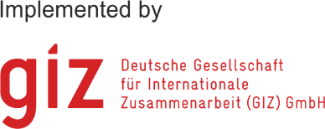 Implemented by
giz
Deutsche Gesellschaft
für Internationale
Zusammenarbeit (GIZ) GmbH